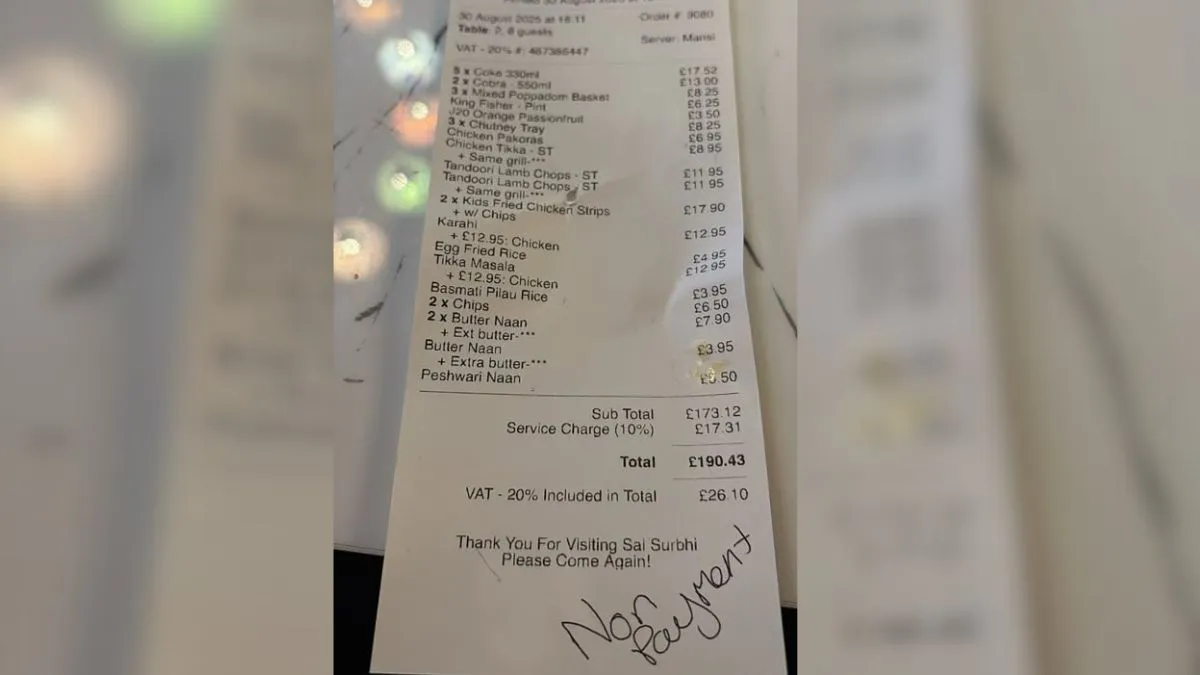 30 August 2025 at 18:11 Order #: 9080
Table: 2, 8 guests Server: Mansi
VAT - 20% #: 467386447
5 x Coke 330ml £17.52
2 x Cobra - 550ml £13.00
3 x Mixed Poppadom Basket £8.25
King Fisher - Pint £6.25
J20 Orange Passionfruit £3.50
3 x Chutney Tray £8.25
Chicken Pakoras £6.95
Chicken Tikka - ST £8.95
+ Same grill-***
Tandoori Lamb Chops - ST £11.95
Tandoori Lamb Chops - ST £11.95
+ Same grill-***
2 x Kids Fried Chicken Strips £17.90
+ w/ Chips
Karahi £12.95
+ £12.95: Chicken
Egg Fried Rice £4.95
Tikka Masala £12.95
+ £12.95: Chicken
Basmati Pilau Rice £3.95
2 x Chips £6.50
2 x Butter Naan £7.90
+ Ext butter-***
Butter Naan £3.95
+ Extra butter-***
Peshwari Naan
Sub Total £173.12
Service Charge (10%) £17.31
Total £190.43
VAT - 20% Included in Total £26.10
Thank You For Visiting Sai Surbhi
Please Come Again!
Non
Payment